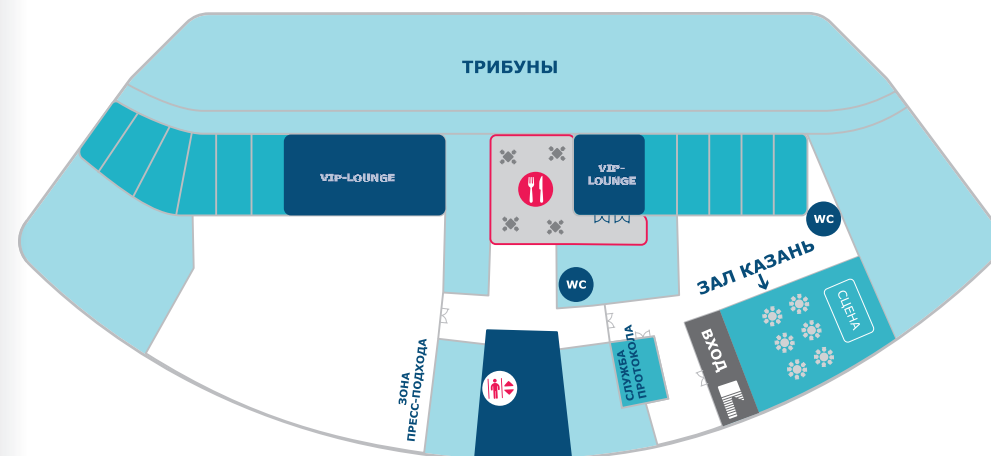 ТРИБУНЫ
VIP-LOUNGE
VIP-
LOUNGE
WC
WC
ЗАЛ КАЗАНЬ
СЦЕНА
ВХОД
СЛУЖБА
ПРОТОКОЛА
ЗОНА
ПРЕСС-ПОДХОДА